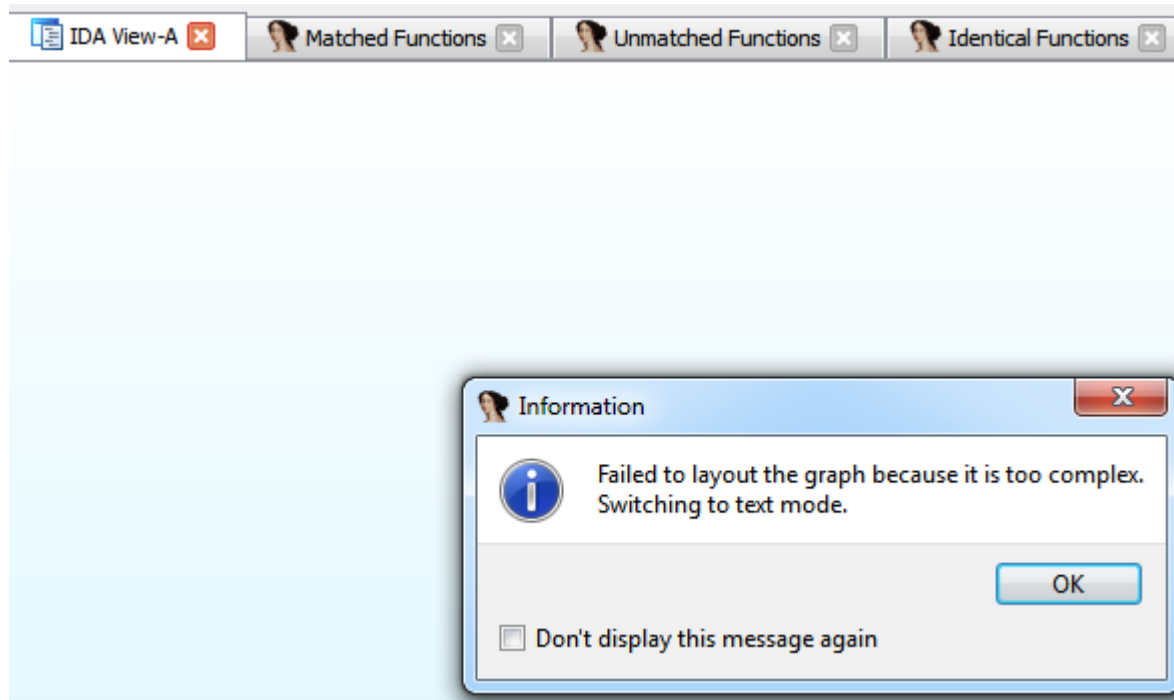 IDA View-A
Matched Functions
Unmatched Functions
Identical Functions
Information
Failed to layout the graph because it is too complex.
Switching to text mode.
OK
Don't display this message again